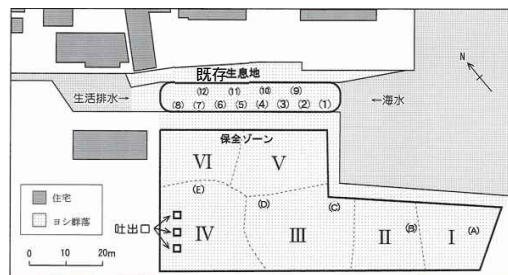 N
既存生息地
(12) (11) (10) (9)
(8) (7) (6) (5) (4) (3) (2) (1)
生活排水→
←海水
保全ゾーン
VI
V
(E)
(D)
(C)
(B)
(A)
IV
III
II
I
吐出口
住宅
ヨシ群落
0 10 20m